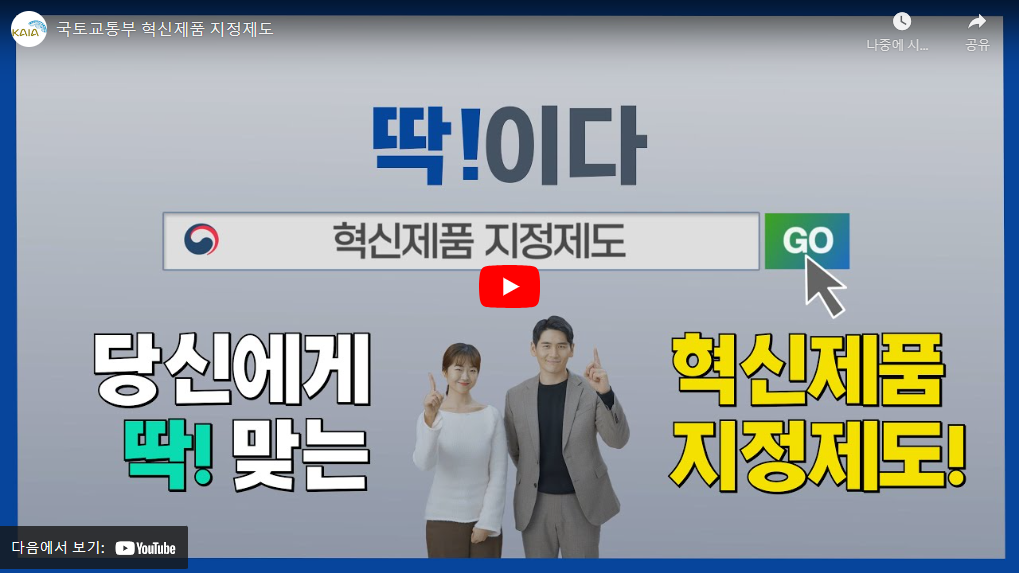 KAIA
국토교통부 혁신제품 지정제도
나중에 시...
공유
딱!이다
혁신제품 지정제도
GO
당신에게
딱! 맞는
혁신제품
지정제도!
다음에서 보기: YouTube